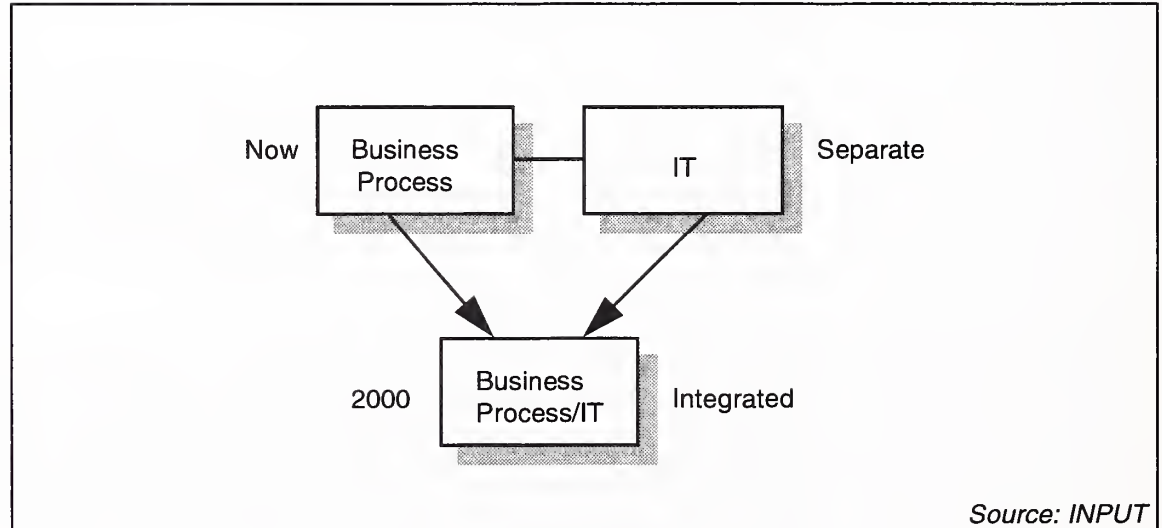 Now
Business
Process
IT
Separate
2000
Business
Process/IT
Integrated
Source: INPUT